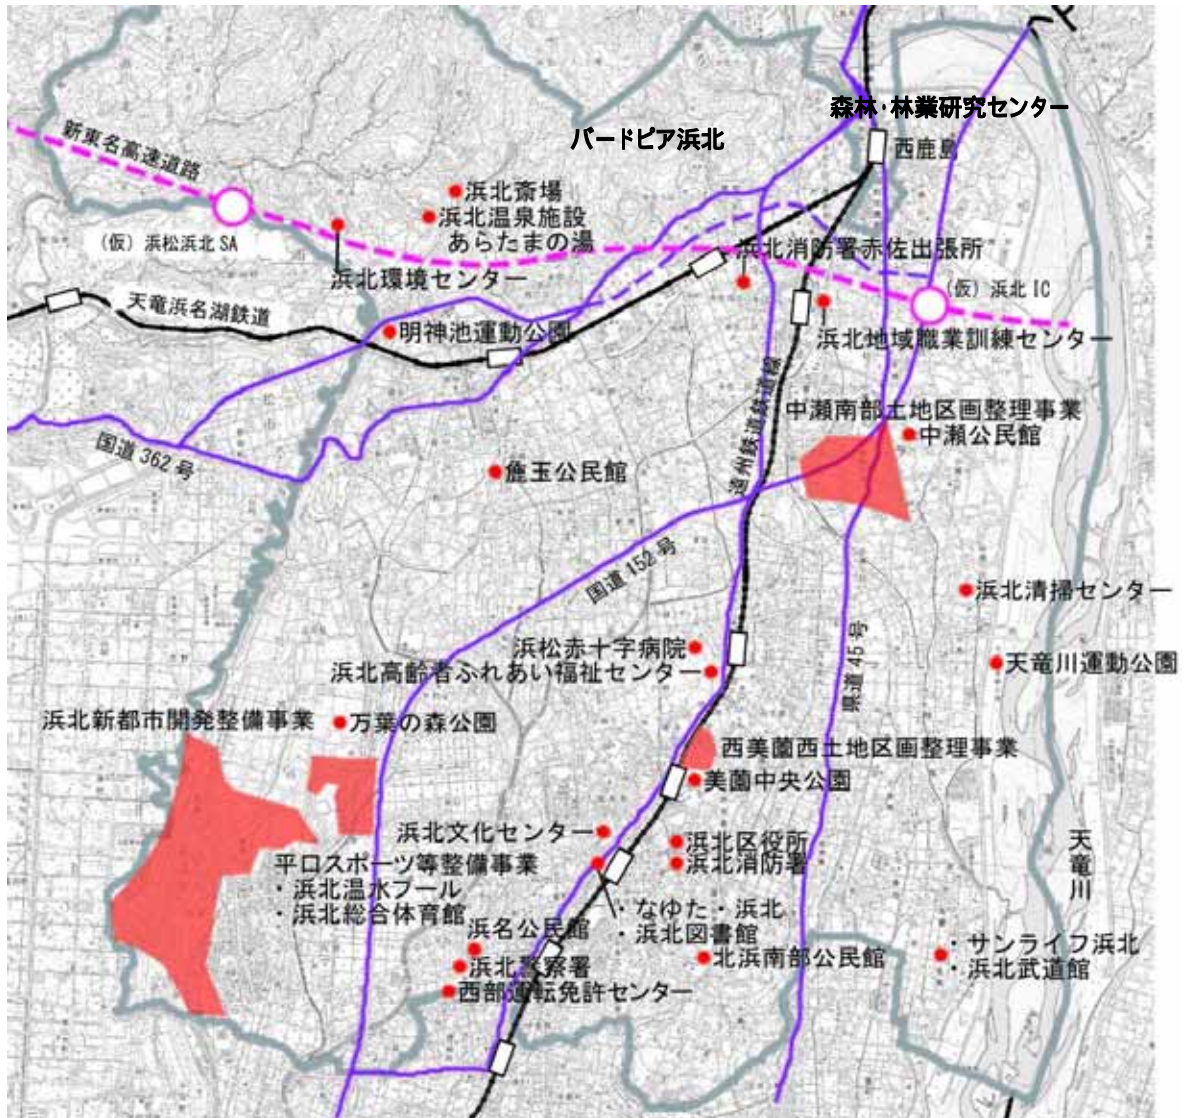 森林・林業研究センター
バードピア浜北
西鹿島
新東名高速道路
浜北斎場
浜北温泉施設
あらたまの湯
(仮) 浜松浜北 SA
浜北環境センター
浜北消防署赤佐出張所
(仮) 浜北 IC
天竜浜名湖鉄道
明神池運動公園
浜北地域職業訓練センター
遠州鉄道鉄道線
中瀬南部土地区画整理事業
中瀬公民館
国道 362 号
麁玉公民館
国道 152 号
浜北清掃センター
浜松赤十字病院
浜北高齢者ふれあい福祉センター
県道 45 号
天竜川運動公園
浜北新都市開発整備事業
万葉の森公園
西美薗西土地区画整理事業
美薗中央公園
浜北文化センター
浜北区役所
浜北消防署
天竜川
平口スポーツ等整備事業
・浜北温水プール
・浜北総合体育館
・なゆた・浜北
・浜北図書館
浜名公民館
浜北警察署
西部運転免許センター
北浜南部公民館
・サンライフ浜北
・浜北武道館